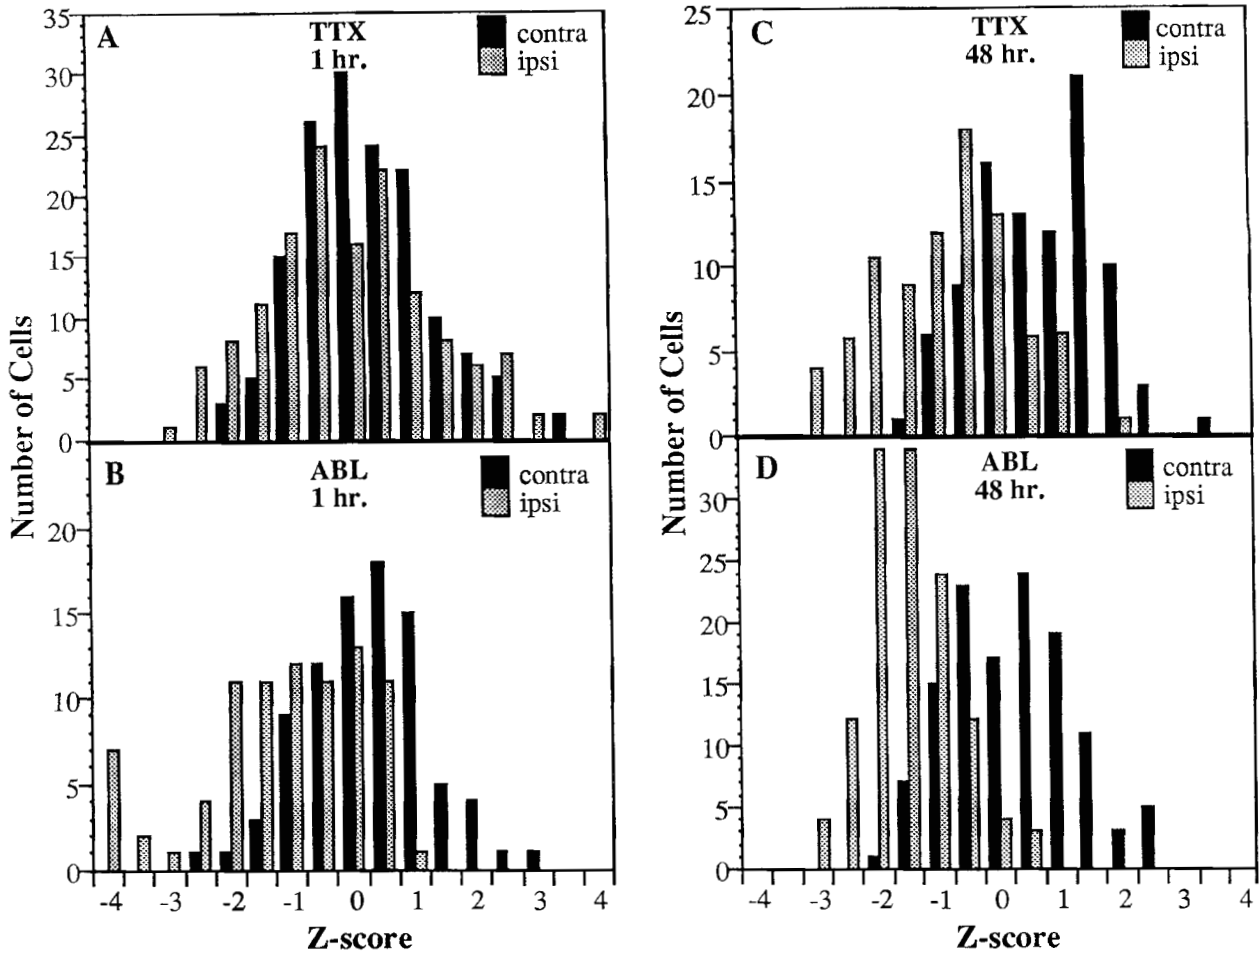 A
TTX
1 hr.
contra
ipsi
35
30
25
20
15
10
5
0
B
ABL
1 hr.
contra
ipsi
20
15
10
5
0
-4 -3 -2 -1 0 1 2 3 4
Z-score
Number of Cells
C
TTX
48 hr.
contra
ipsi
25
20
15
10
5
0
D
ABL
48 hr.
contra
ipsi
30
25
20
15
10
5
0
-4 -3 -2 -1 0 1 2 3 4
Z-score
Number of Cells